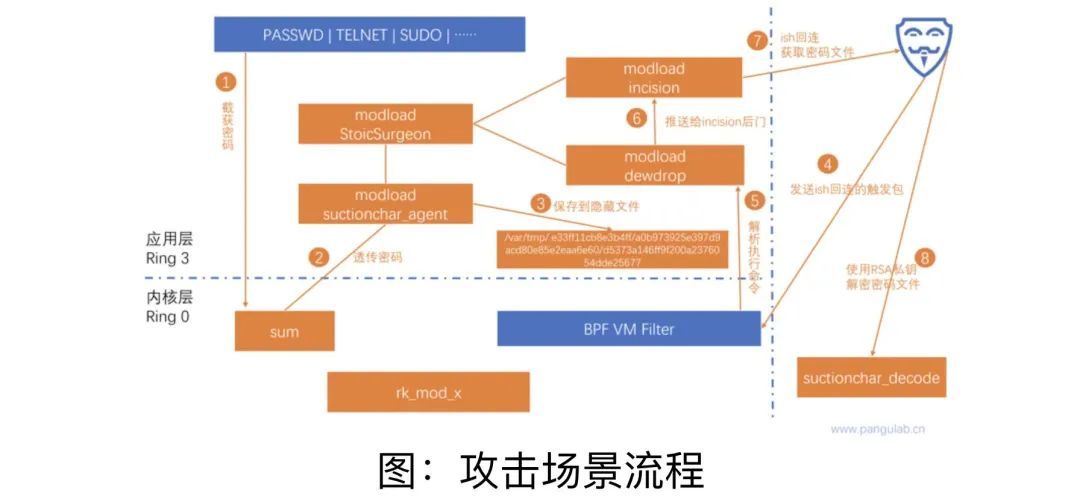 PASSWD | TELNET | SUDO | ······
1
截获密码
modload
StoicSurgeon
modload
incision
7
ish回连
获取密码文件
6
推送给incision后门
modload
dewdrop
modload
suctionchar_agent
3
保存到隐藏文件
/var/tmp/.e33ff11cb8e3b4ff/a0b973925e397d9
acd80e85e2eaa6e60/d5373a146ff9f200a23760
54dde25677
5
解析执行命令
4
发送ish回连的触发包
应用层
Ring 3
2
透传密码
内核层
Ring 0
sum
BPF VM Filter
8
使用RSA私钥
解密密码文件
rk_mod_x
suctionchar_decode
www.pangulab.cn
图：攻击场景流程